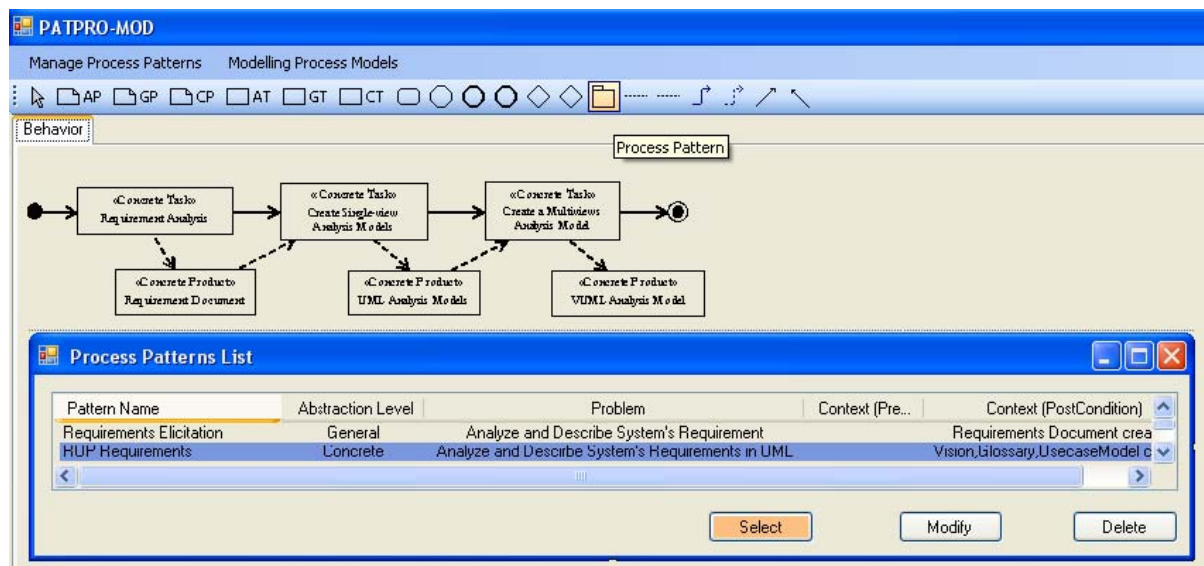 PATPRO-MOD
Manage Process Patterns Modelling Process Models
AP GP CP AT GT CT
Behavior
Process Pattern
«Concrete Task»
Requirement Analysis
«Concrete Task»
Create Single-view
Analysis Models
«Concrete Task»
Create a Multiviews
Analysis Model
«Concrete Product»
Requirement Document
«Concrete Product»
UML Analysis Models
«Concrete Product»
VUML Analysis Model
Process Patterns List
Pattern Name Abstraction Level Problem Context (Pre... Context (PostCondition)
Requirements Elicitation General Analyze and Describe System's Requirement Requirements Document crea
RUP Requirements Concrete Analyze and Descirbe System's Requirements in UML Vision,Glossary,UsecaseModel c
Select Modify Delete